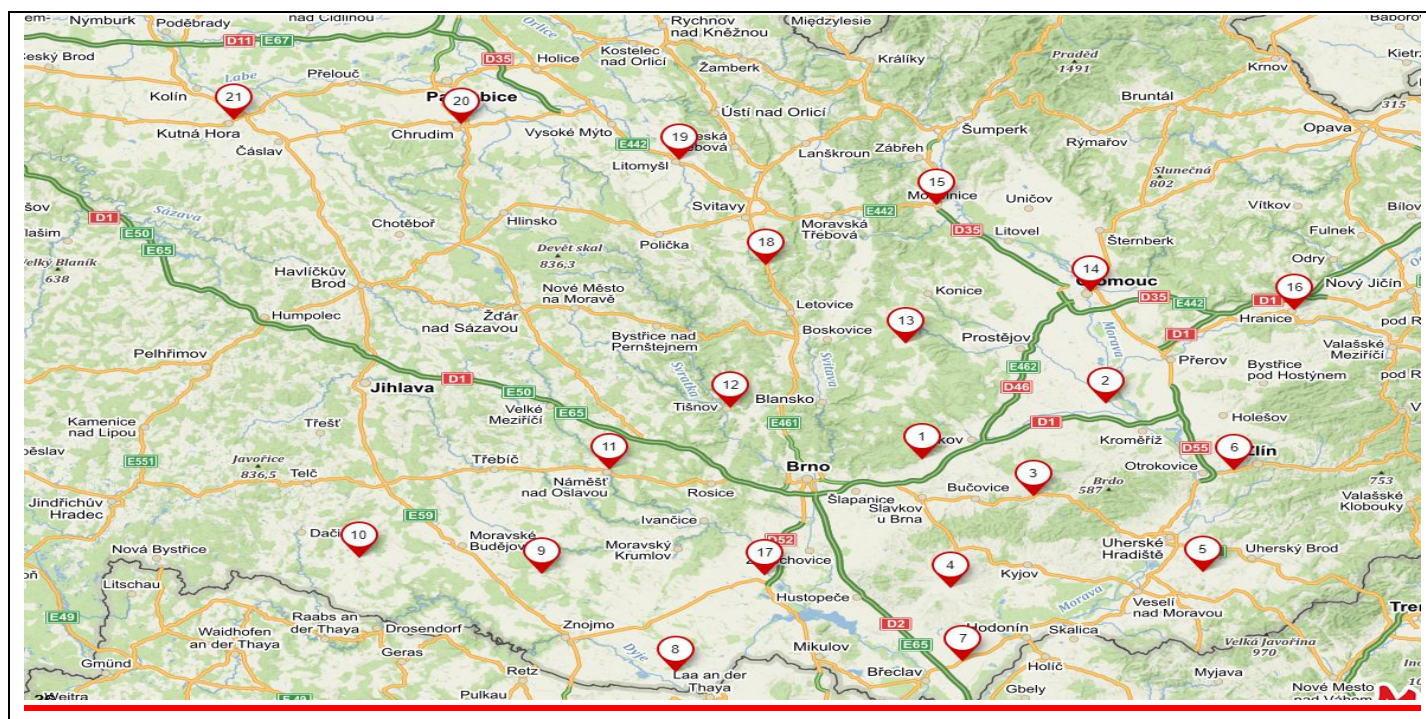 Nymburk
Poděbrady
nad Cidlinou
Rychnov
nad Kněžnou
Międzylesie
D11
E67
Orlice
Český Brod
Labe
Přelouč
D35
Holice
Kostelec
nad Orlicí
Žamberk
Králíky
Praděd
1491
Krnov
Kolín
21
20
Bruntál
315
Kutná Hora
Chrudim
Vysoké Mýto
Ústí nad Orlicí
Šumperk
Opava
Čáslav
E442
19
Litomyšl
Lanškroun
Zábřeh
Rýmařov
15
Slunečná
802
D1
Sázava
E50
E65
Chotěboř
Hlinsko
Svitavy
E442
Moravská
Třebová
Uničov
D35
Litovel
Vítkov
Fulnek
Devět skal
836,3
Polička
18
Šternberk
Odry
638
Havlíčkův
Brod
Nové Město
na Moravě
Letovice
Konice
14
D35
E442
D1
16
Nový Jičín
Hranice
Humpolec
Žďár
nad Sázavou
Bystřice nad
Pernštejnem
Boskovice
13
Prostějov
Morava
D1
Valašské
Meziříčí
Pelhřimov
Jihlava
D1
E50
Svratka
Svitava
E462
D46
Přerov
Bystřice
pod Hostýnem
12
Tišnov
Blansko
2
Kamenice
nad Lipou
Třešť
Velké
Meziříčí
E65
E461
1
D1
Kroměříž
Holešov
E551
Javořice
836,5
Telč
Třebíč
11
Brno
D55
6
Otrokovice
Náměšť
nad Oslavou
Rosice
Bučovice
3
Brdo
587
753
Valašské
Klobouky
Jindřichův
Hradec
Šlapanice
Slavkov
u Brna
E59
Ivančice
10
Nová Bystřice
Moravské
9
Moravský
Krumlov
D52
17
Uherské
Hradiště
5
Uherský Brod
4
Kyjov
Litschau
Hustopeče
Morava
Veselí
nad Moravou
E49
Waidhofen
an der Thaya
Raabs an
der Thaya
Drosendorf
Geras
Znojmo
Dyje
8
Mikulov
D2
E65
7
Hodonín
Skalica
Velká Javořina
970
Gmünd
Retz
Laa an der
Thaya
Břeclav
Holíč
Myjava
Pulkau
Gbely
Nové Mesto
nad Váhom